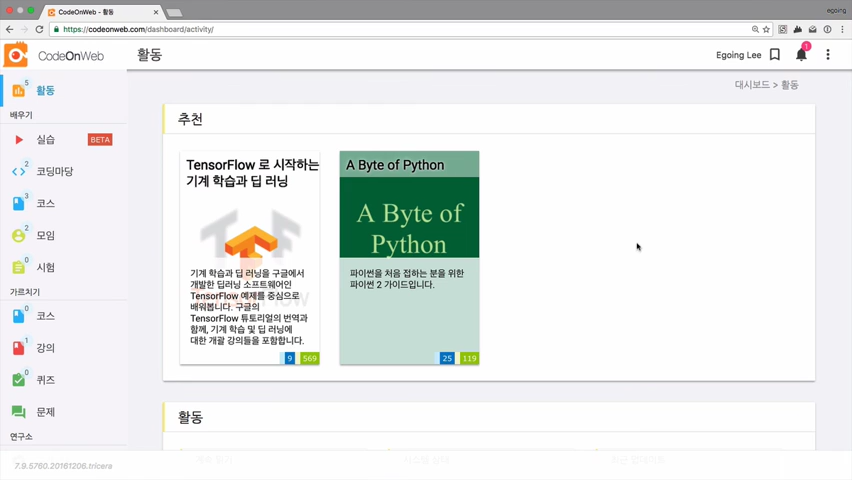 CodeOnWeb - 활동
egoing
https://codeonweb.com/dashboard/activity/
CodeOnWeb
활동
Egoing Lee
1
대시보드 > 활동
5
활동
배우기
실습
BETA
2
코딩마당
3
코스
2
모임
0
시험
가르치기
0
코스
1
강의
0
퀴즈
문제
연구소
7.9.5760.20161206.tricera
추천
TensorFlow 로 시작하는
기계 학습과 딥 러닝
기계 학습과 딥 러닝을 구글에서
개발한 딥러닝 소프트웨어인
TensorFlow 예제를 중심으로
배워봅니다. 구글의
TensorFlow 튜토리얼의 번역과
함께, 기계 학습 및 딥 러닝에
대한 개괄 강의들을 포함합니다.
9
569
A Byte of Python
A Byte of
Python
파이썬을 처음 접하는 분을 위한
파이썬 2 가이드입니다.
25
119
활동